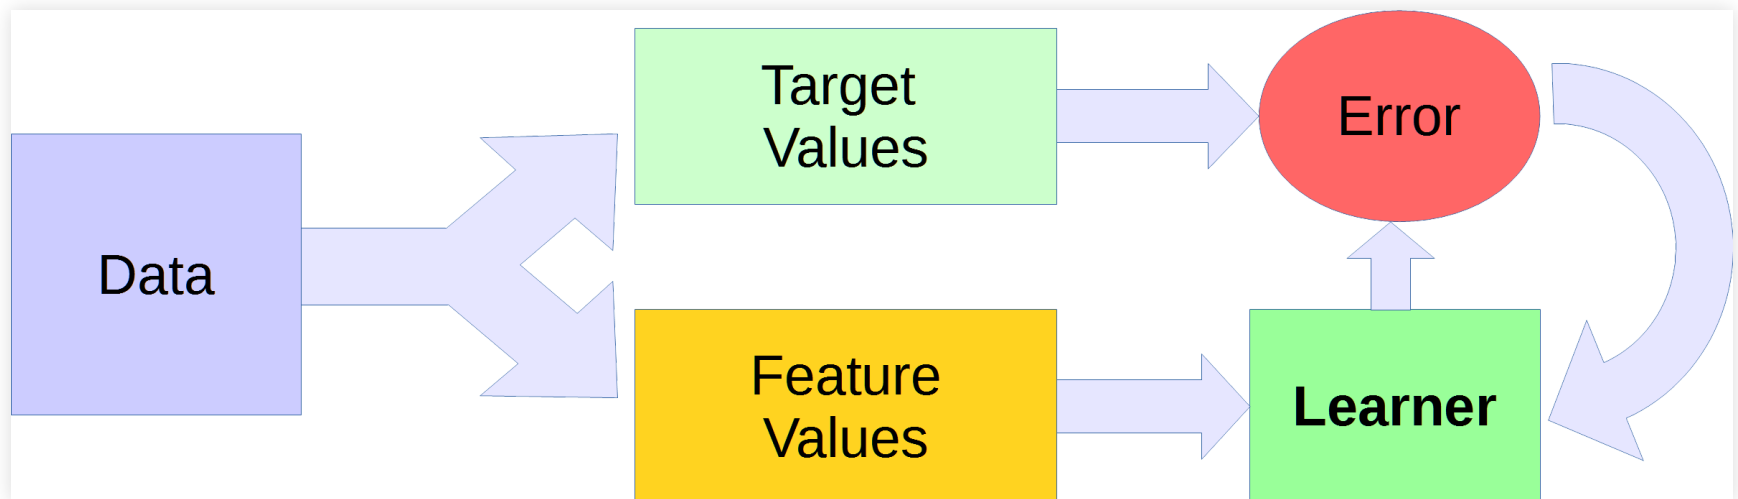 Data
Target
Values
Error
Feature
Values
Learner